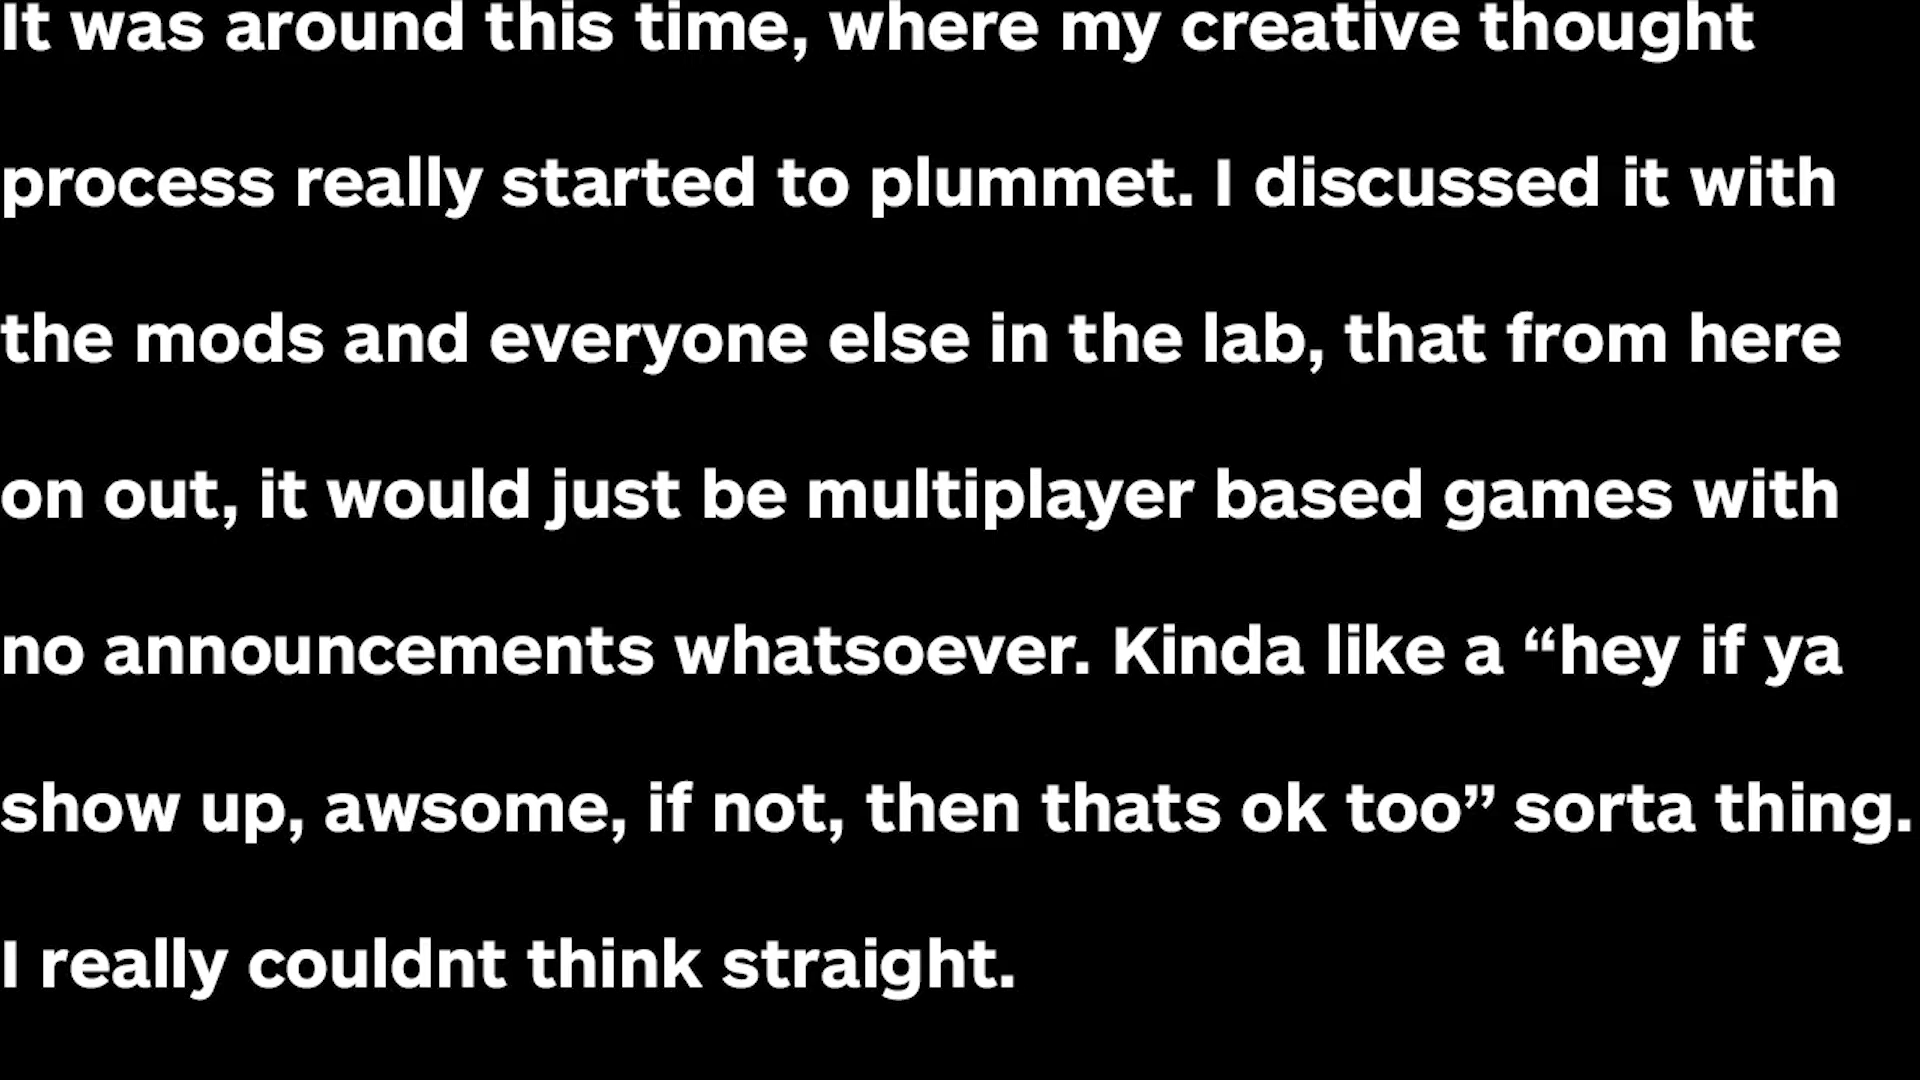 It was around this time, where my creative thought
process really started to plummet. I discussed it with
the mods and everyone else in the lab, that from here
on out, it would just be multiplayer based games with
no announcements whatsoever. Kinda like a “hey if ya
show up, awsome, if not, then thats ok too” sorta thing.
I really couldnt think straight.